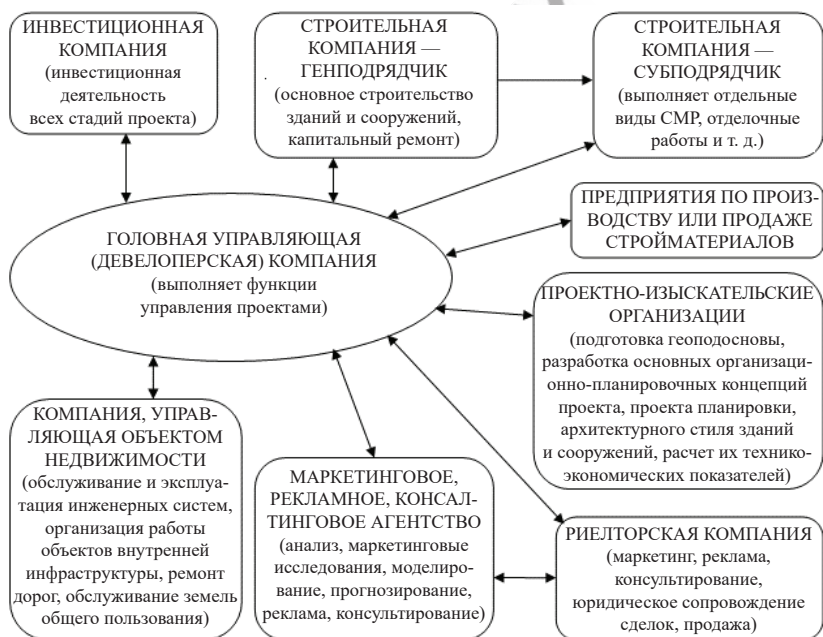 ИНВЕСТИЦИОННАЯ
КОМПАНИЯ
(инвестиционная
деятельность
всех стадий проекта)
СТРОИТЕЛЬНАЯ
КОМПАНИЯ —
ГЕНПОДРЯДЧИК
(основное строительство
зданий и сооружений,
капитальный ремонт)
СТРОИТЕЛЬНАЯ
КОМПАНИЯ —
СУБПОДРЯДЧИК
(выполняет отдельные
виды СМР, отделочные
работы и т. д.)
ПРЕДПРИЯТИЯ ПО ПРОИЗ-
ВОДСТВУ ИЛИ ПРОДАЖЕ
СТРОЙМАТЕРИАЛОВ
ГОЛОВНАЯ УПРАВЛЯЮЩАЯ
(ДЕВЕЛОПЕРСКАЯ) КОМПАНИЯ
(выполняет функции
управления проектами)
ПРОЕКТНО-ИЗЫСКАТЕЛЬСКИЕ
ОРГАНИЗАЦИИ
(подготовка геоподосновы,
разработка основных организаци-
онно-планировочных концепций
проекта, проекта планировки,
архитектурного стиля зданий
и сооружений, расчет их технико-
экономических показателей)
КОМПАНИЯ, УПРАВ-
ЛЯЮЩАЯ ОБЪЕКТОМ
НЕДВИЖИМОСТИ
(обслуживание и эксплуа-
тация инженерных систем,
организация работы
объектов внутренней
инфраструктуры, ремонт
дорог, обслуживание земель
общего пользования)
МАРКЕТИНГОВОЕ,
РЕКЛАМНОЕ, КОНСАЛ-
ТИНГОВОЕ АГЕНТСТВО
(анализ, маркетинговые
исследования, моделиро-
вание, прогнозирование,
реклама, консультирование)
РИЕЛТОРСКАЯ КОМПАНИЯ
(маркетинг, реклама,
консультирование,
юридическое сопровождение
сделок, продажа)